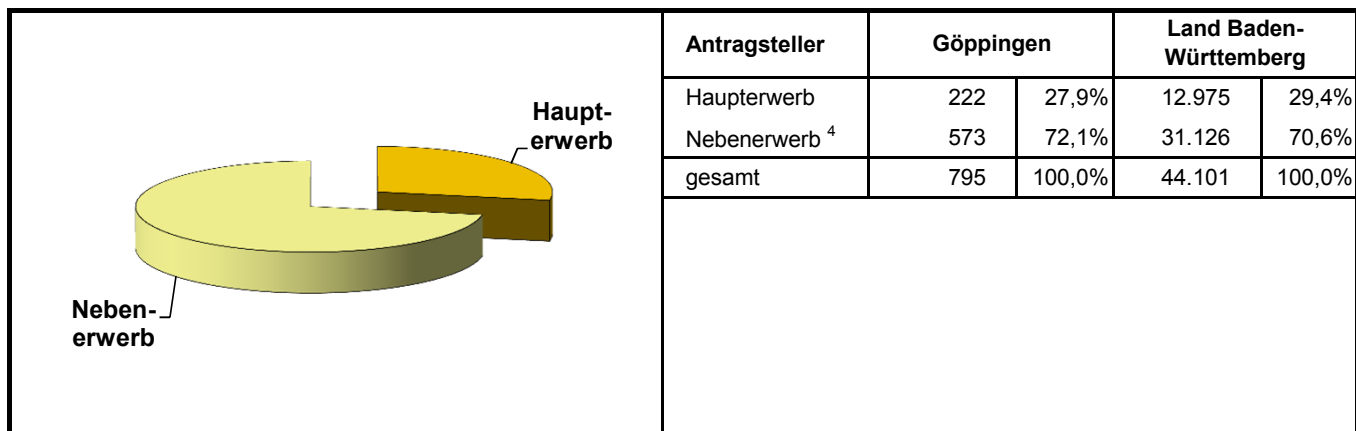 Haupt-
erwerb
Neben-
erwerb
Antragsteller Göppingen Land Baden-
Württemberg
Haupterwerb 222 27,9% 12.975 29,4%
Nebenerwerb 4 573 72,1% 31.126 70,6%
gesamt 795 100,0% 44.101 100,0%